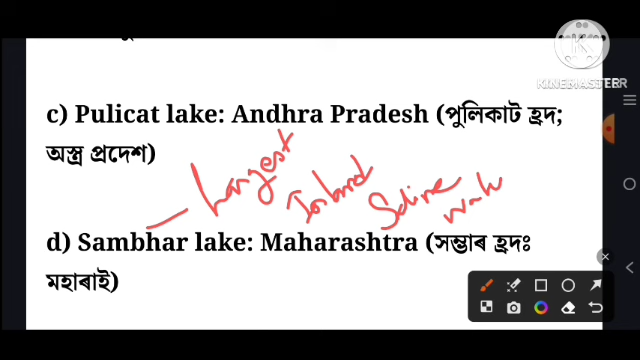 KINEMASTER
c) Pulicat lake: Andhra Pradesh (পুলিকাট হ্ৰদ;
অন্ধ্ৰ প্ৰদেশ)
Largest Inland Saline
d) Sambhar lake: Maharashtra (সম্ভাৰ হ্ৰদঃ
মহাৰাষ্ট্ৰ)